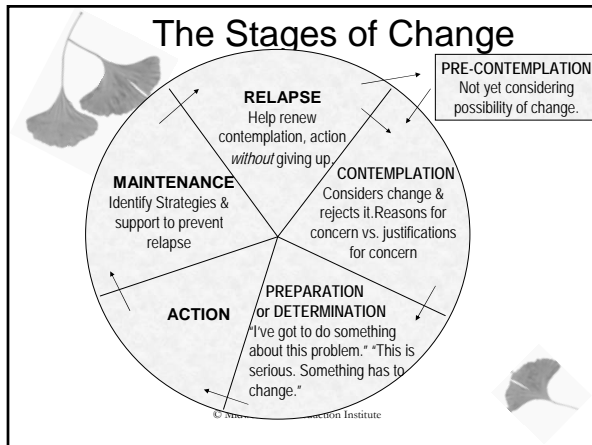 The Stages of Change
PRE-CONTEMPLATION
Not yet considering
possibility of change.
RELAPSE
Help renew
contemplation, action
without giving up.
CONTEMPLATION
Considers change &
rejects it.Reasons for
concern vs. justifications
for concern
PREPARATION
or DETERMINATION
"I've got to do something
about this problem." "This is
serious. Something has to
change."
ACTION
MAINTENANCE
Identify Strategies &
support to prevent
relapse
© Institute